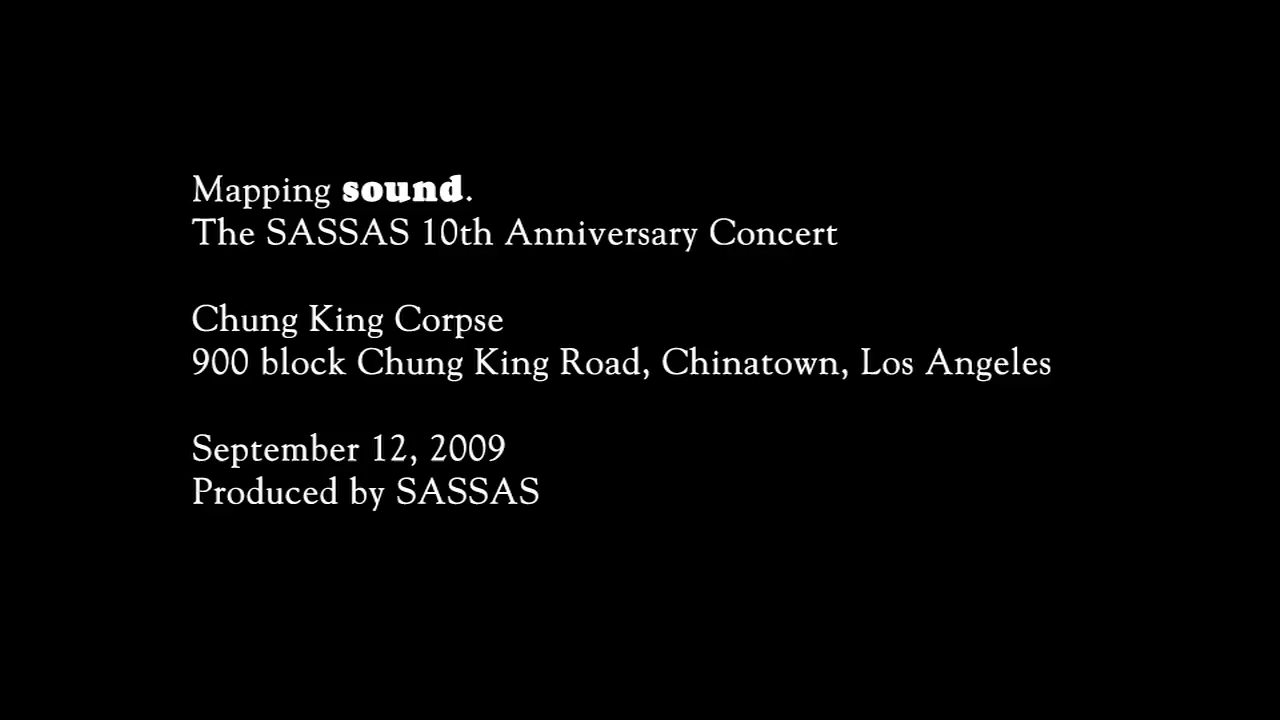 Mapping sound.
The SASSAS 10th Anniversary Concert
Chung King Corpse
900 block Chung King Road, Chinatown, Los Angeles
September 12, 2009
Produced by SASSAS